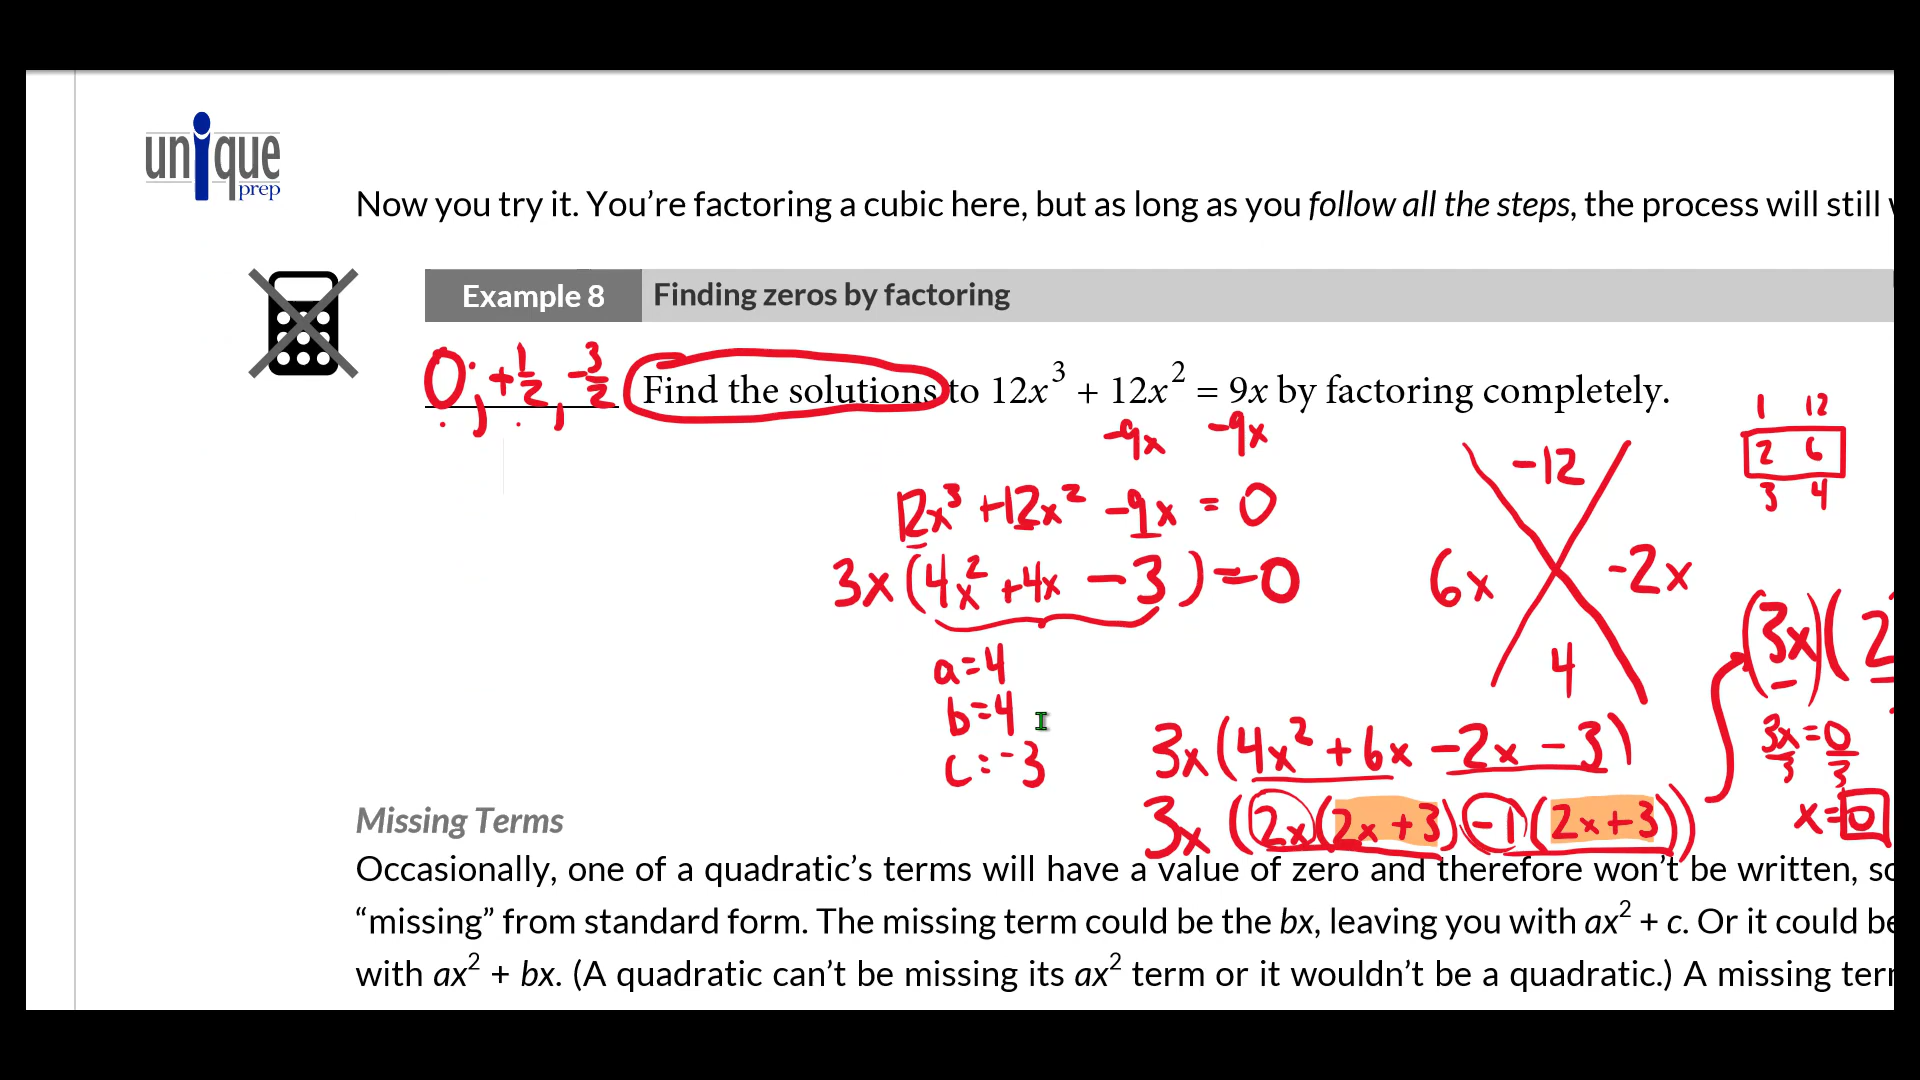 unique
prep
Now you try it. You're factoring a cubic here, but as long as you follow all the steps, the process will still
Example 8 Finding zeros by factoring
0, +1/2, -3/2 Find the solutions to 12x³ + 12x² = 9x by factoring completely.
-9x -9x
1 12
2 6
3 4
-12
12x³ +12x² -9x = 0
3x(4x² +4x -3)=0
6x -2x
4
(3x)(2
a=4
b=4
c=-3
3x(4x² +6x -2x -3)
3x=0
3 3
3x(2x(2x+3) -1(2x+3))
x=0
Missing Terms
Occasionally, one of a quadratic's terms will have a value of zero and therefore won't be written, so
“missing” from standard form. The missing term could be the bx, leaving you with ax² + c. Or it could be
with ax² + bx. (A quadratic can't be missing its ax² term or it wouldn't be a quadratic.) A missing